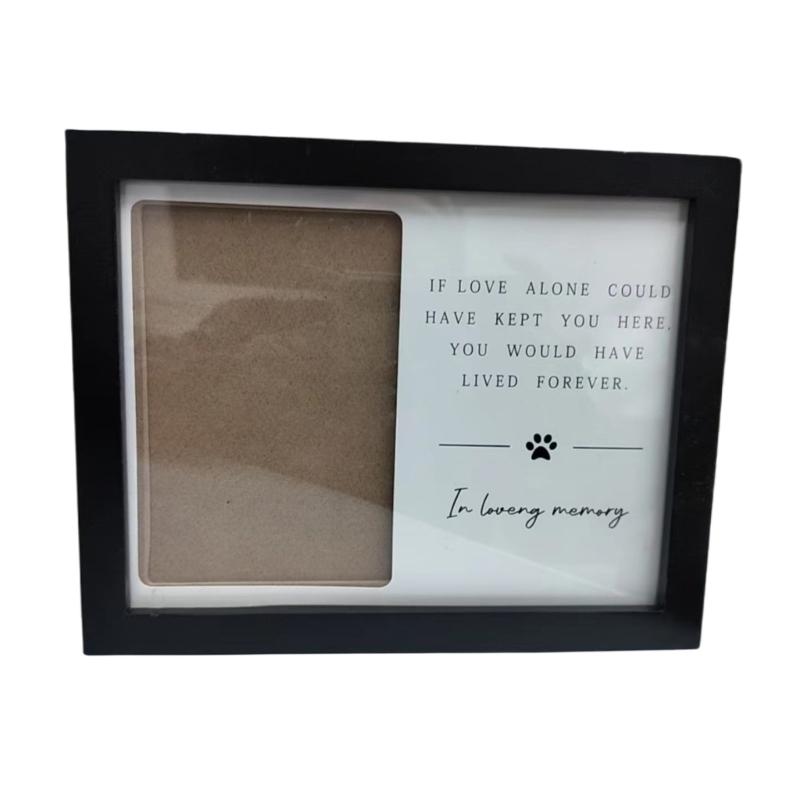 IF LOVE ALONE COULD
HAVE KEPT YOU HERE,
YOU WOULD HAVE
LIVED FOREVER.
In loveng memory